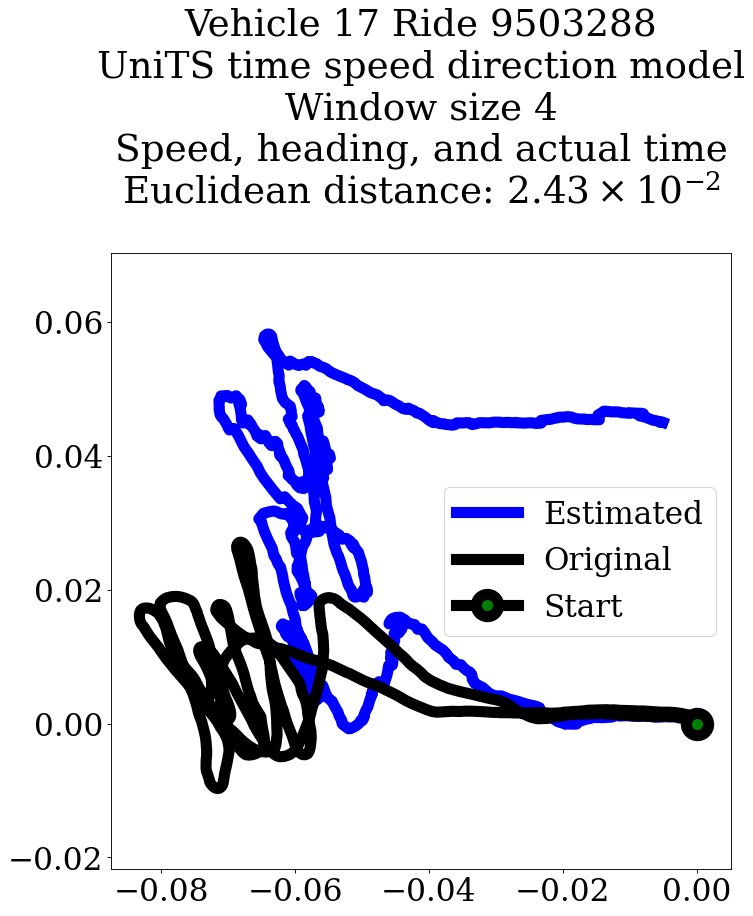 Vehicle 17 Ride 9503288
UniTS time speed direction model
Window size 4
Speed, heading, and actual time
Euclidean distance: 2.43 × 10⁻²
0.06
0.04
Estimated
Original
Start
0.02
0.00
−0.02
−0.08 −0.06 −0.04 −0.02 0.00